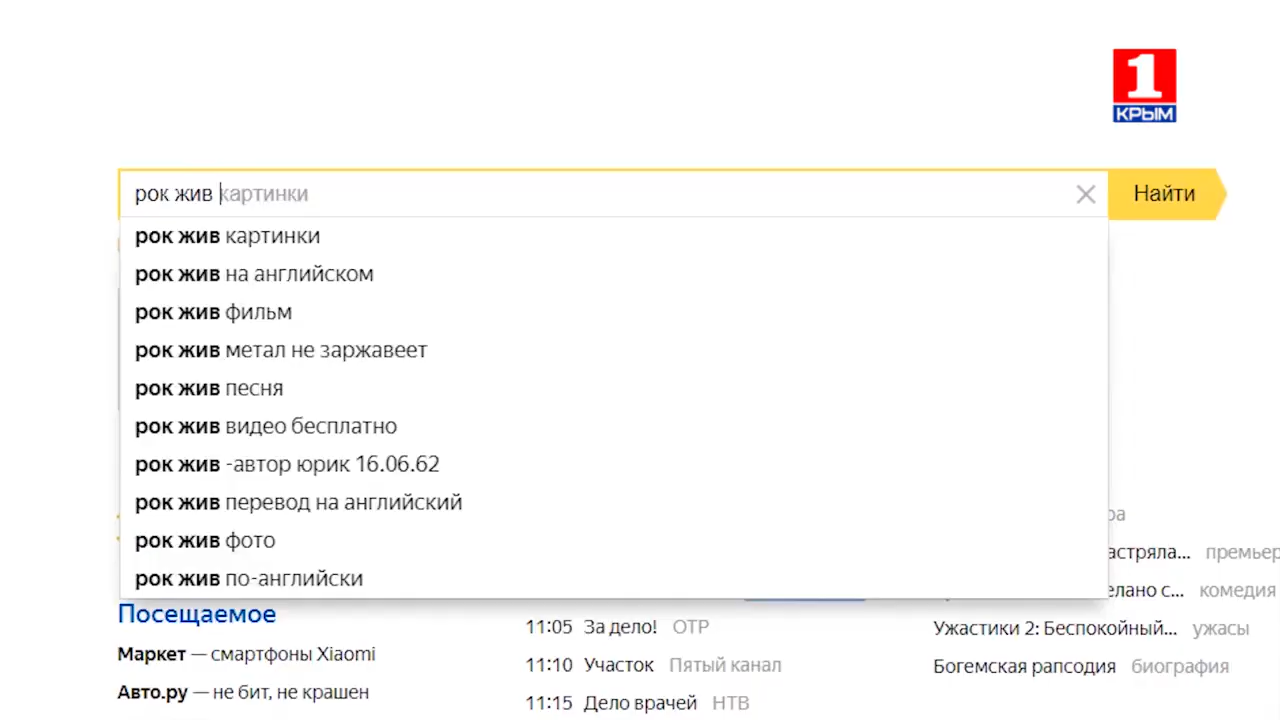 1
КРЫМ
рок жив картинки
Найти
рок жив картинки
рок жив на английском
рок жив фильм
рок жив метал не заржавеет
рок жив песня
рок жив видео бесплатно
рок жив -автор юрик 16.06.62
рок жив перевод на английский
рок жив фото
рок жив по-английски
премьер
комедия
Посещаемое
Маркет — смартфоны Xiaomi
Авто.ру — не бит, не крашен
11:05 За дело! ОТР
11:10 Участок Пятый канал
11:15 Дело врачей НТВ
Ужастики 2: Беспокойный... ужасы
Богемская рапсодия биография